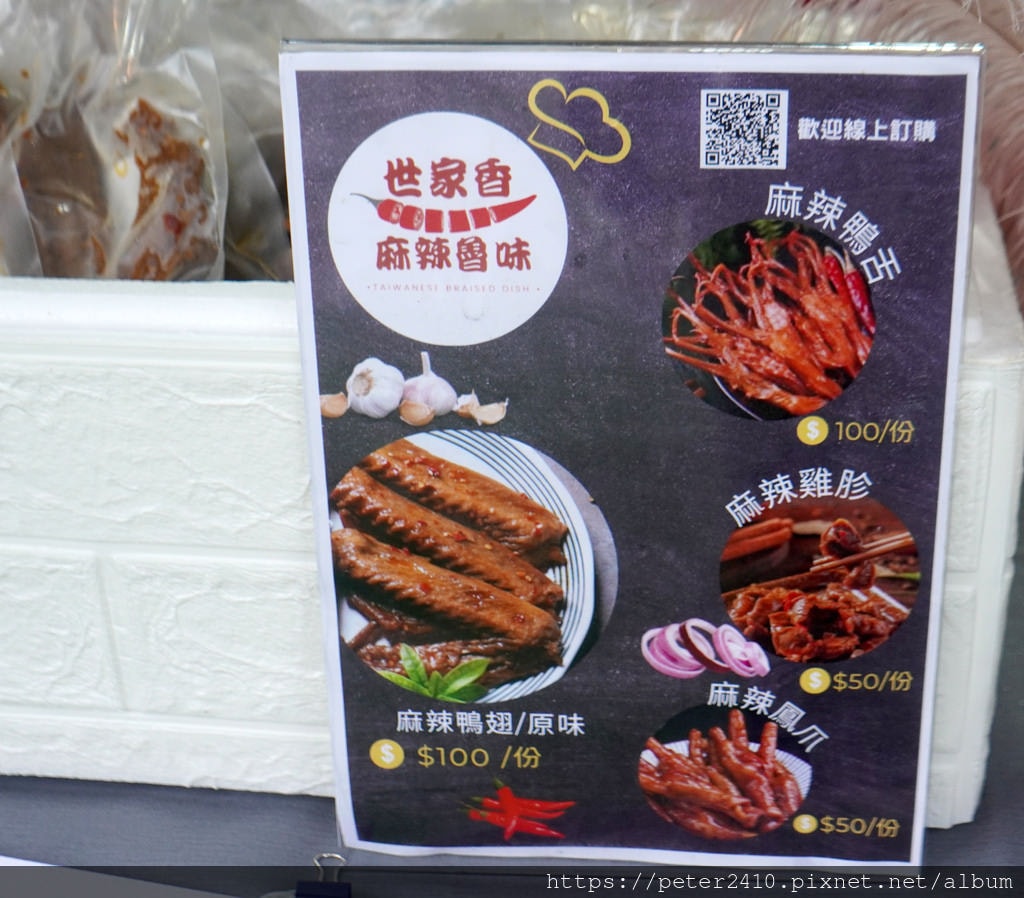 世家香
麻辣魯味
•TAIWANESE BRAISED DISH•
歡迎線上訂購
麻辣鴨舌
$ 100/份
麻辣雞胗
$ $50/份
麻辣鴨翅/原味
$ $100 /份
麻辣鳳爪
$ $50/份
https://peter2410.pixnet.net/album